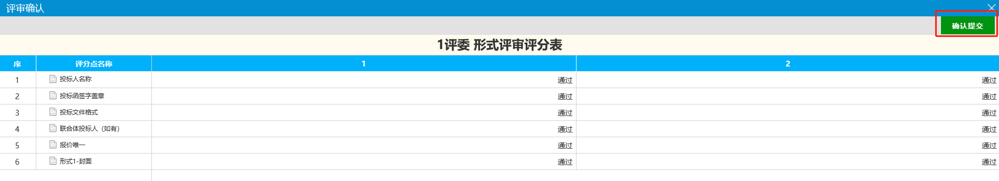 评审确认
确认提交
1评委 形式评审评分表
序 评分点名称 1 2
1 投标人名称 通过 通过
2 投标函签字盖章 通过 通过
3 投标文件格式 通过 通过
4 联合体投标人（如有） 通过 通过
5 报价唯一 通过 通过
6 形式1-封面 通过 通过